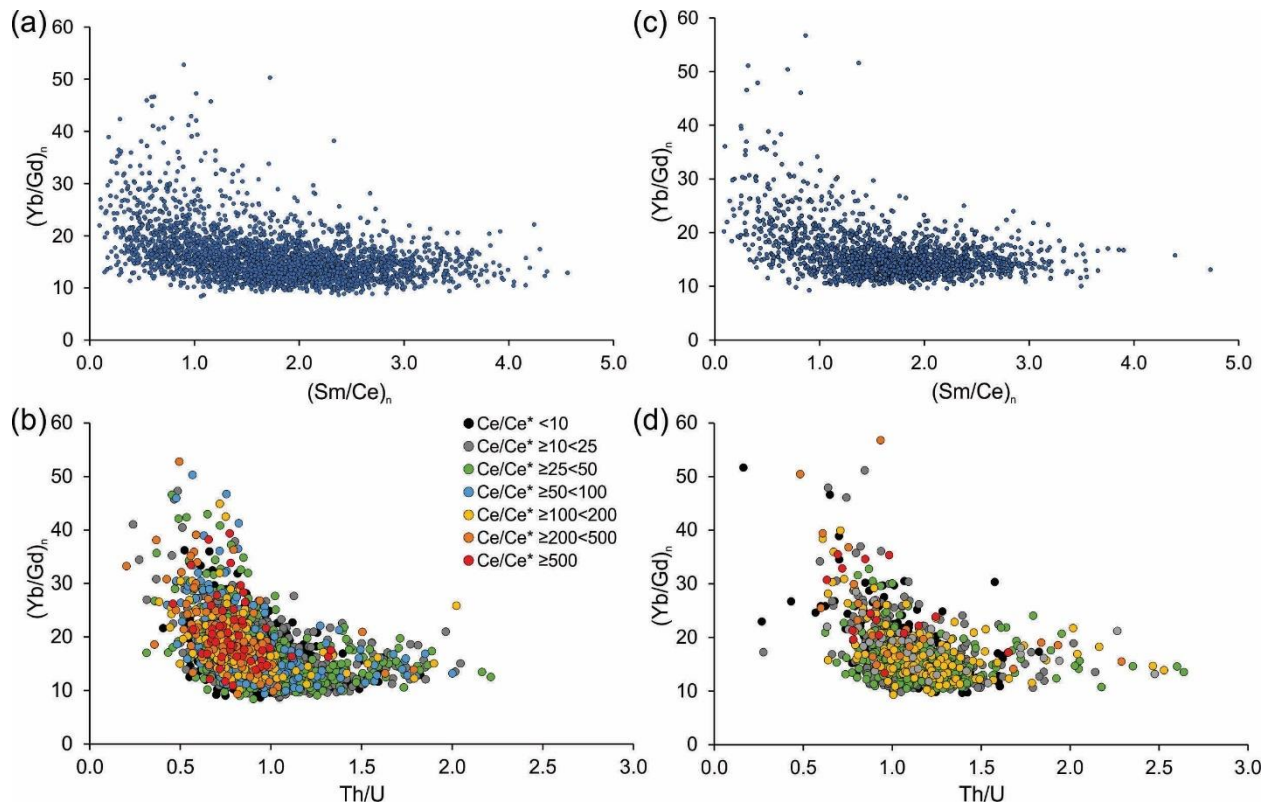 (a)
60
50
40
30
20
10
0
(Yb/Gd)n
0.0 1.0 2.0 3.0 4.0 5.0
(Sm/Ce)n
(c)
60
50
40
30
20
10
0
(Yb/Gd)n
0.0 1.0 2.0 3.0 4.0 5.0
(Sm/Ce)n
(b)
60
50
40
30
20
10
0
(Yb/Gd)n
Ce/Ce* <10
Ce/Ce* ≥10<25
Ce/Ce* ≥25<50
Ce/Ce* ≥50<100
Ce/Ce* ≥100<200
Ce/Ce* ≥200<500
Ce/Ce* ≥500
0.0 0.5 1.0 1.5 2.0 2.5 3.0
Th/U
(d)
60
50
40
30
20
10
0
(Yb/Gd)n
0.0 0.5 1.0 1.5 2.0 2.5 3.0
Th/U